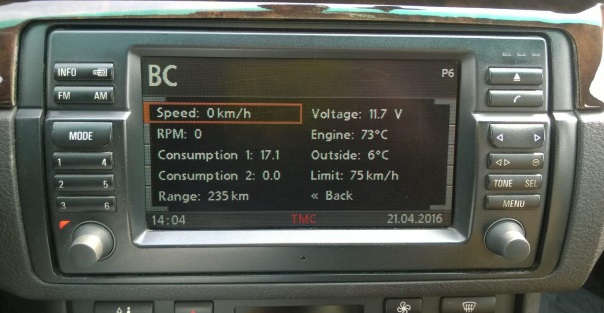 BC
P6
Speed: 0 km/h
RPM: 0
Consumption 1: 17.1
Consumption 2: 0.0
Range: 235 km
Voltage: 11.7 V
Engine: 73°C
Outside: 6°C
Limit: 75 km/h
« Back
14:04
TMC
21.04.2016
INFO
FM AM
MODE
1 4
2 5
3 6
TONE SEL
MENU